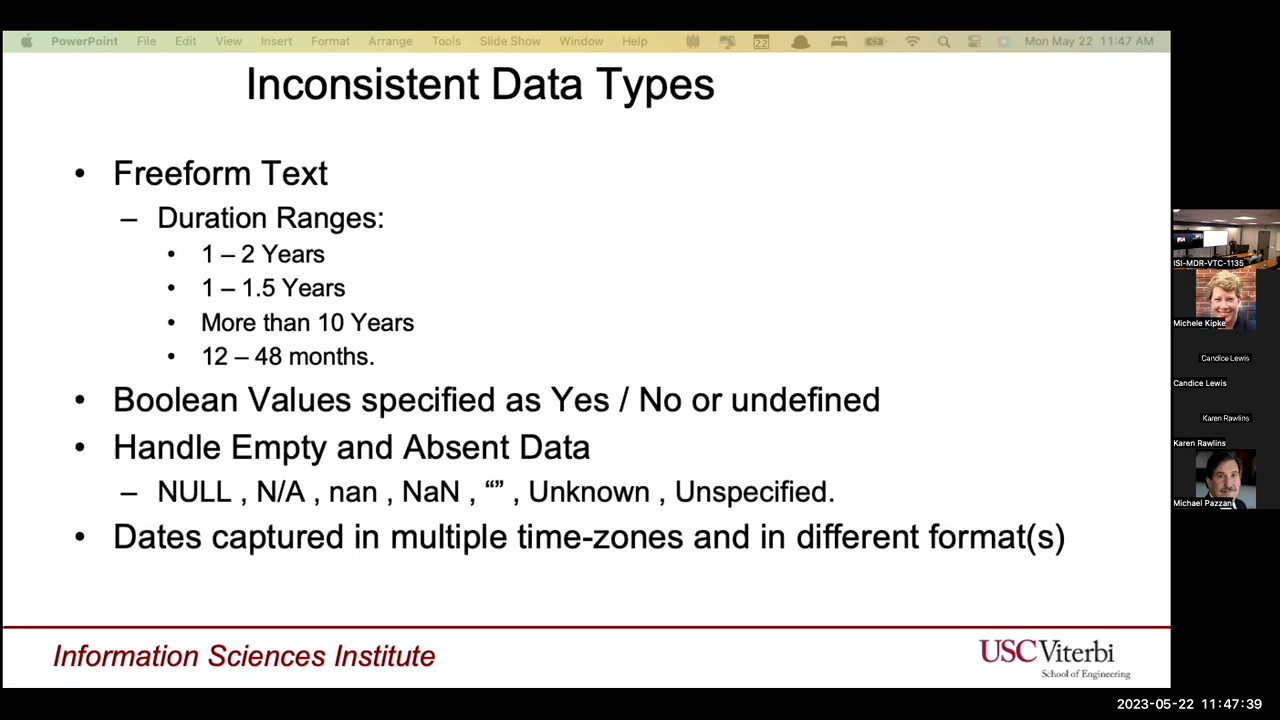 PowerPoint File Edit View Insert Format Arrange Tools Slide Show Window Help 22 Mon May 22 11:47 AM
Inconsistent Data Types
• Freeform Text
– Duration Ranges:
• 1 – 2 Years
• 1 – 1.5 Years
• More than 10 Years
• 12 – 48 months.
• Boolean Values specified as Yes / No or undefined
• Handle Empty and Absent Data
– NULL , N/A , nan , NaN , “” , Unknown , Unspecified.
• Dates captured in multiple time-zones and in different format(s)
Information Sciences Institute
USC Viterbi
School of Engineering
ISI-MDR-VTC-1135
Michele Kipke
Candice Lewis
Candice Lewis
Karen Rawlins
Karen Rawlins
Michael Pazzani
2023-05-22 11:47:39